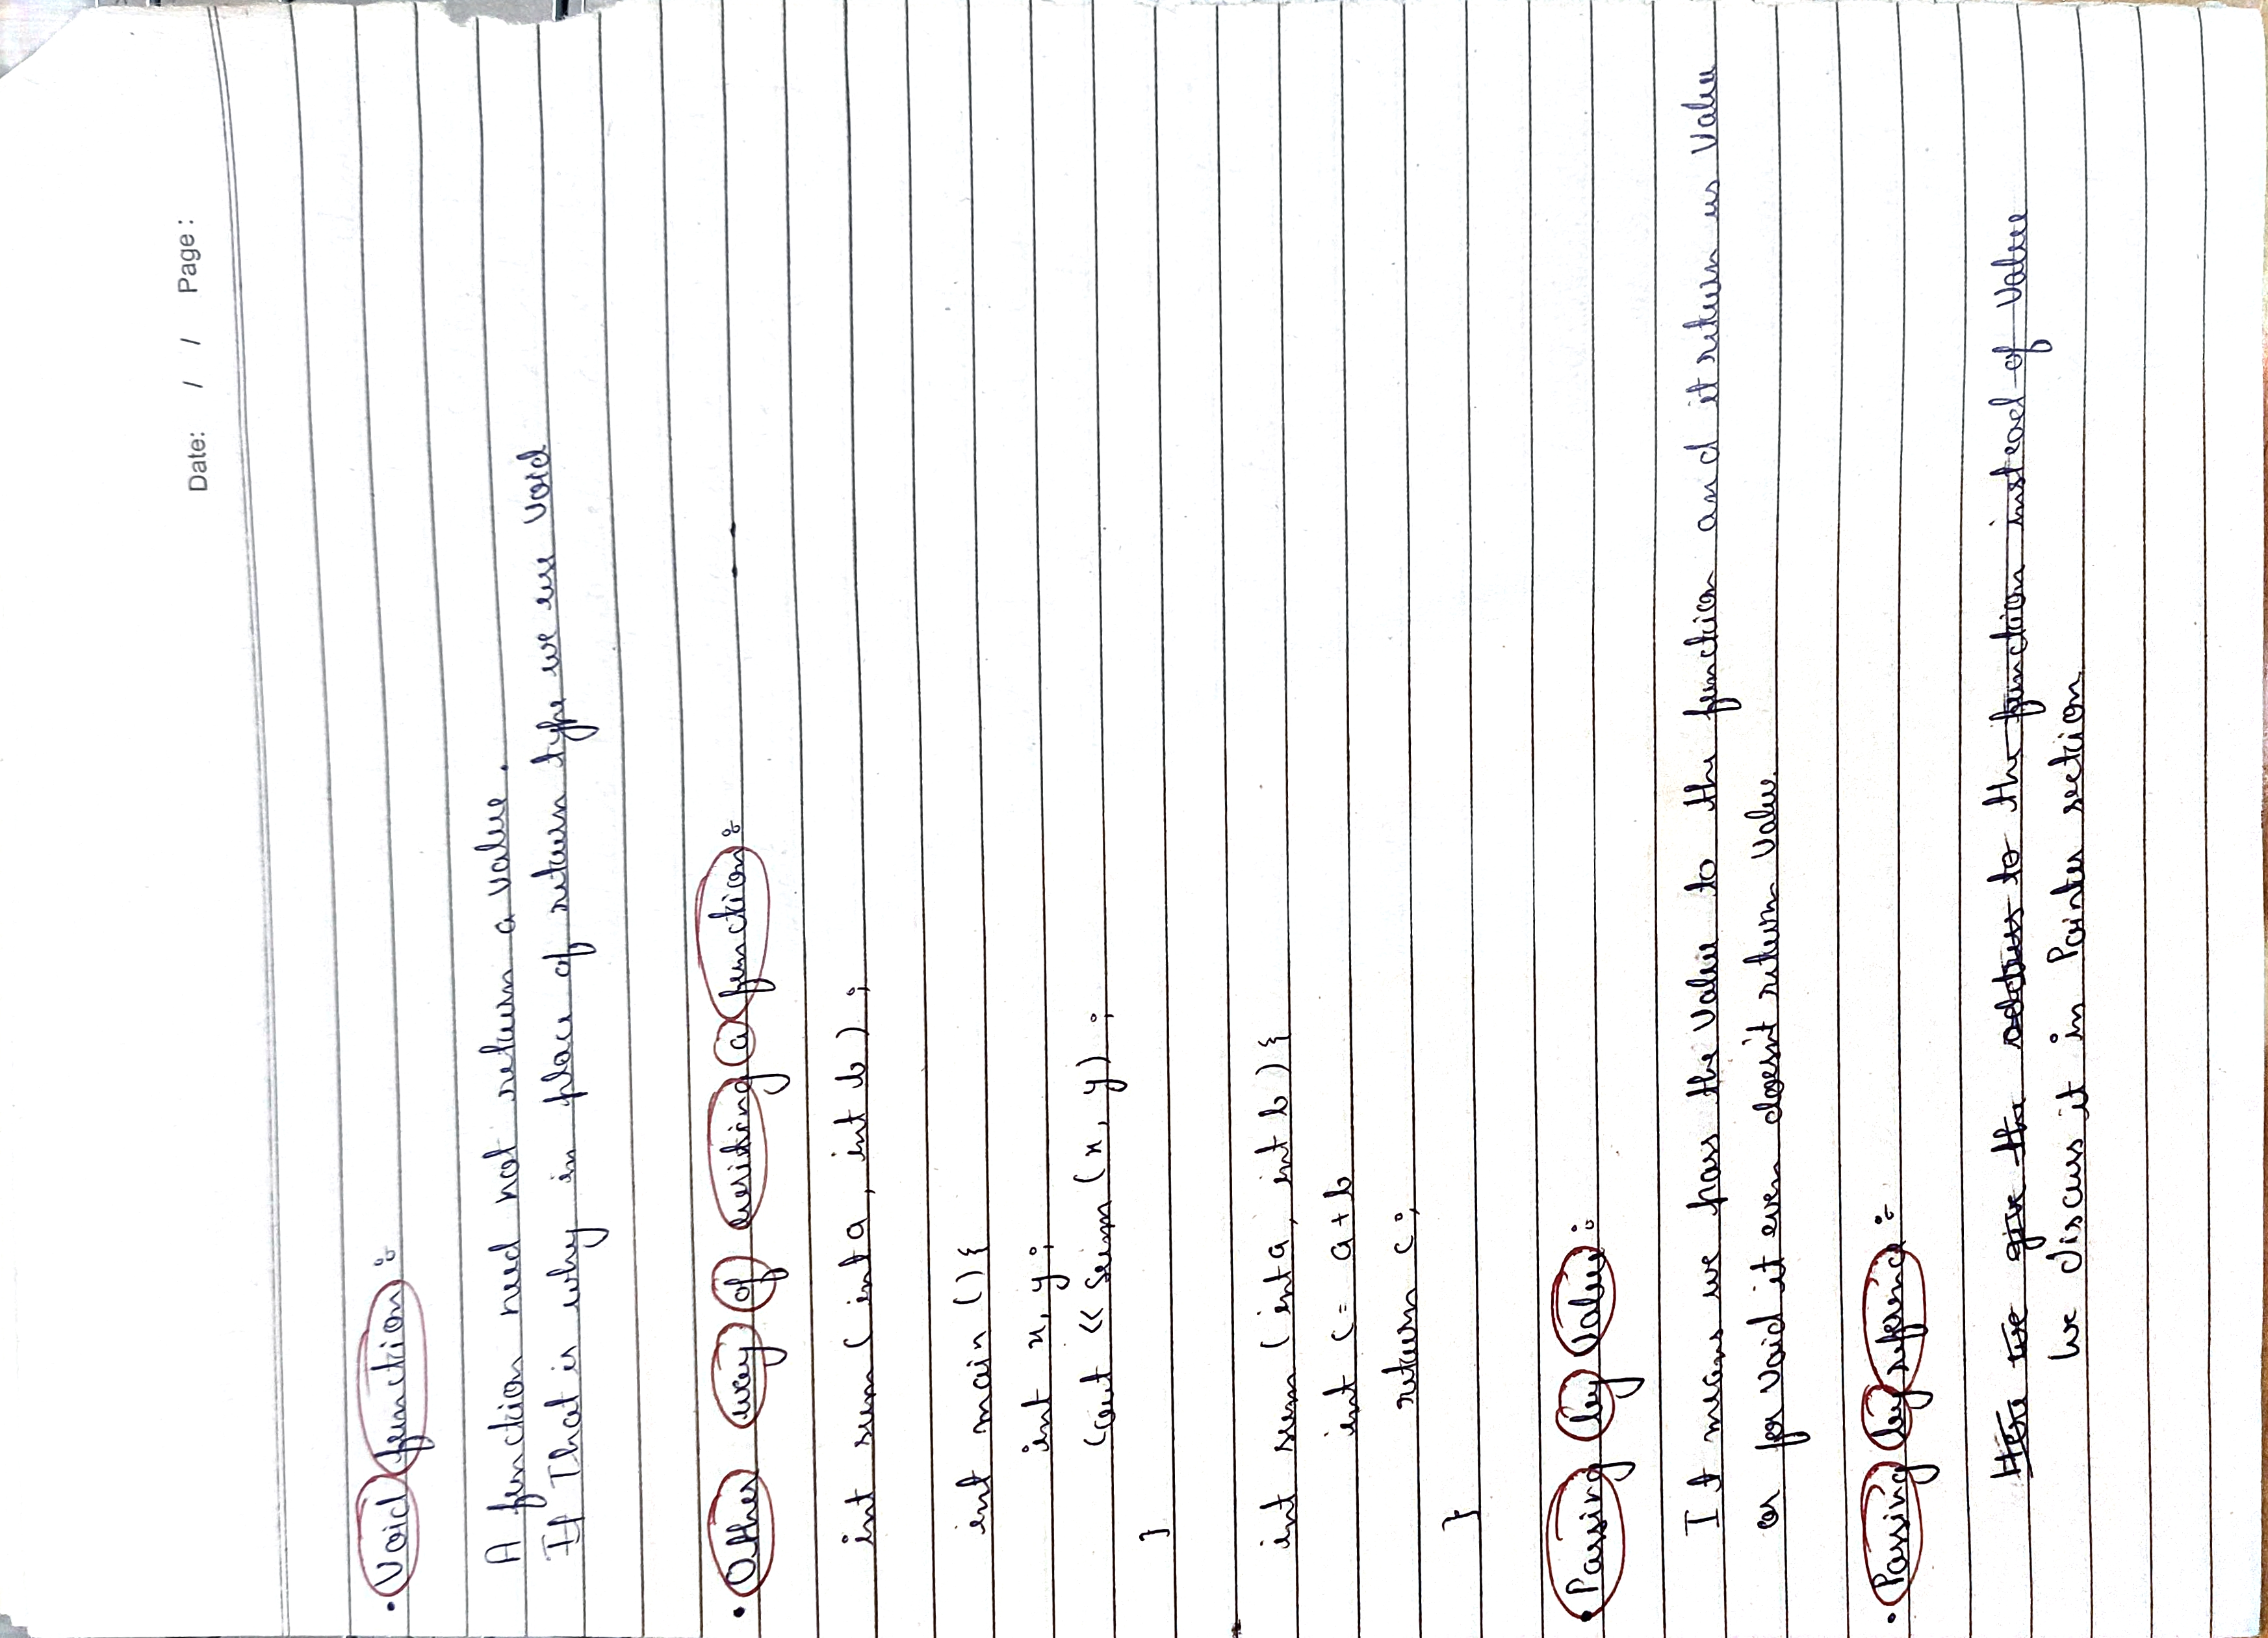 Date: / / Page:
• Void function :
A function need not return a value.
If That is why in place of return type we use Void
• Other way of writing a function :
int sum ( int a, int b ) ;
int main () {
int x, y ;
cout << Sum (x, y) ;
}
int sum ( int a, int b ) {
int c = a + b
return c ;
}
• Passing by Value :
It means we pass the value to the function and it return us value
or for void it even doesn't return value.
• Passing by refrence :
Here we give the address to the function instead of value
we discuss it in Pointer section